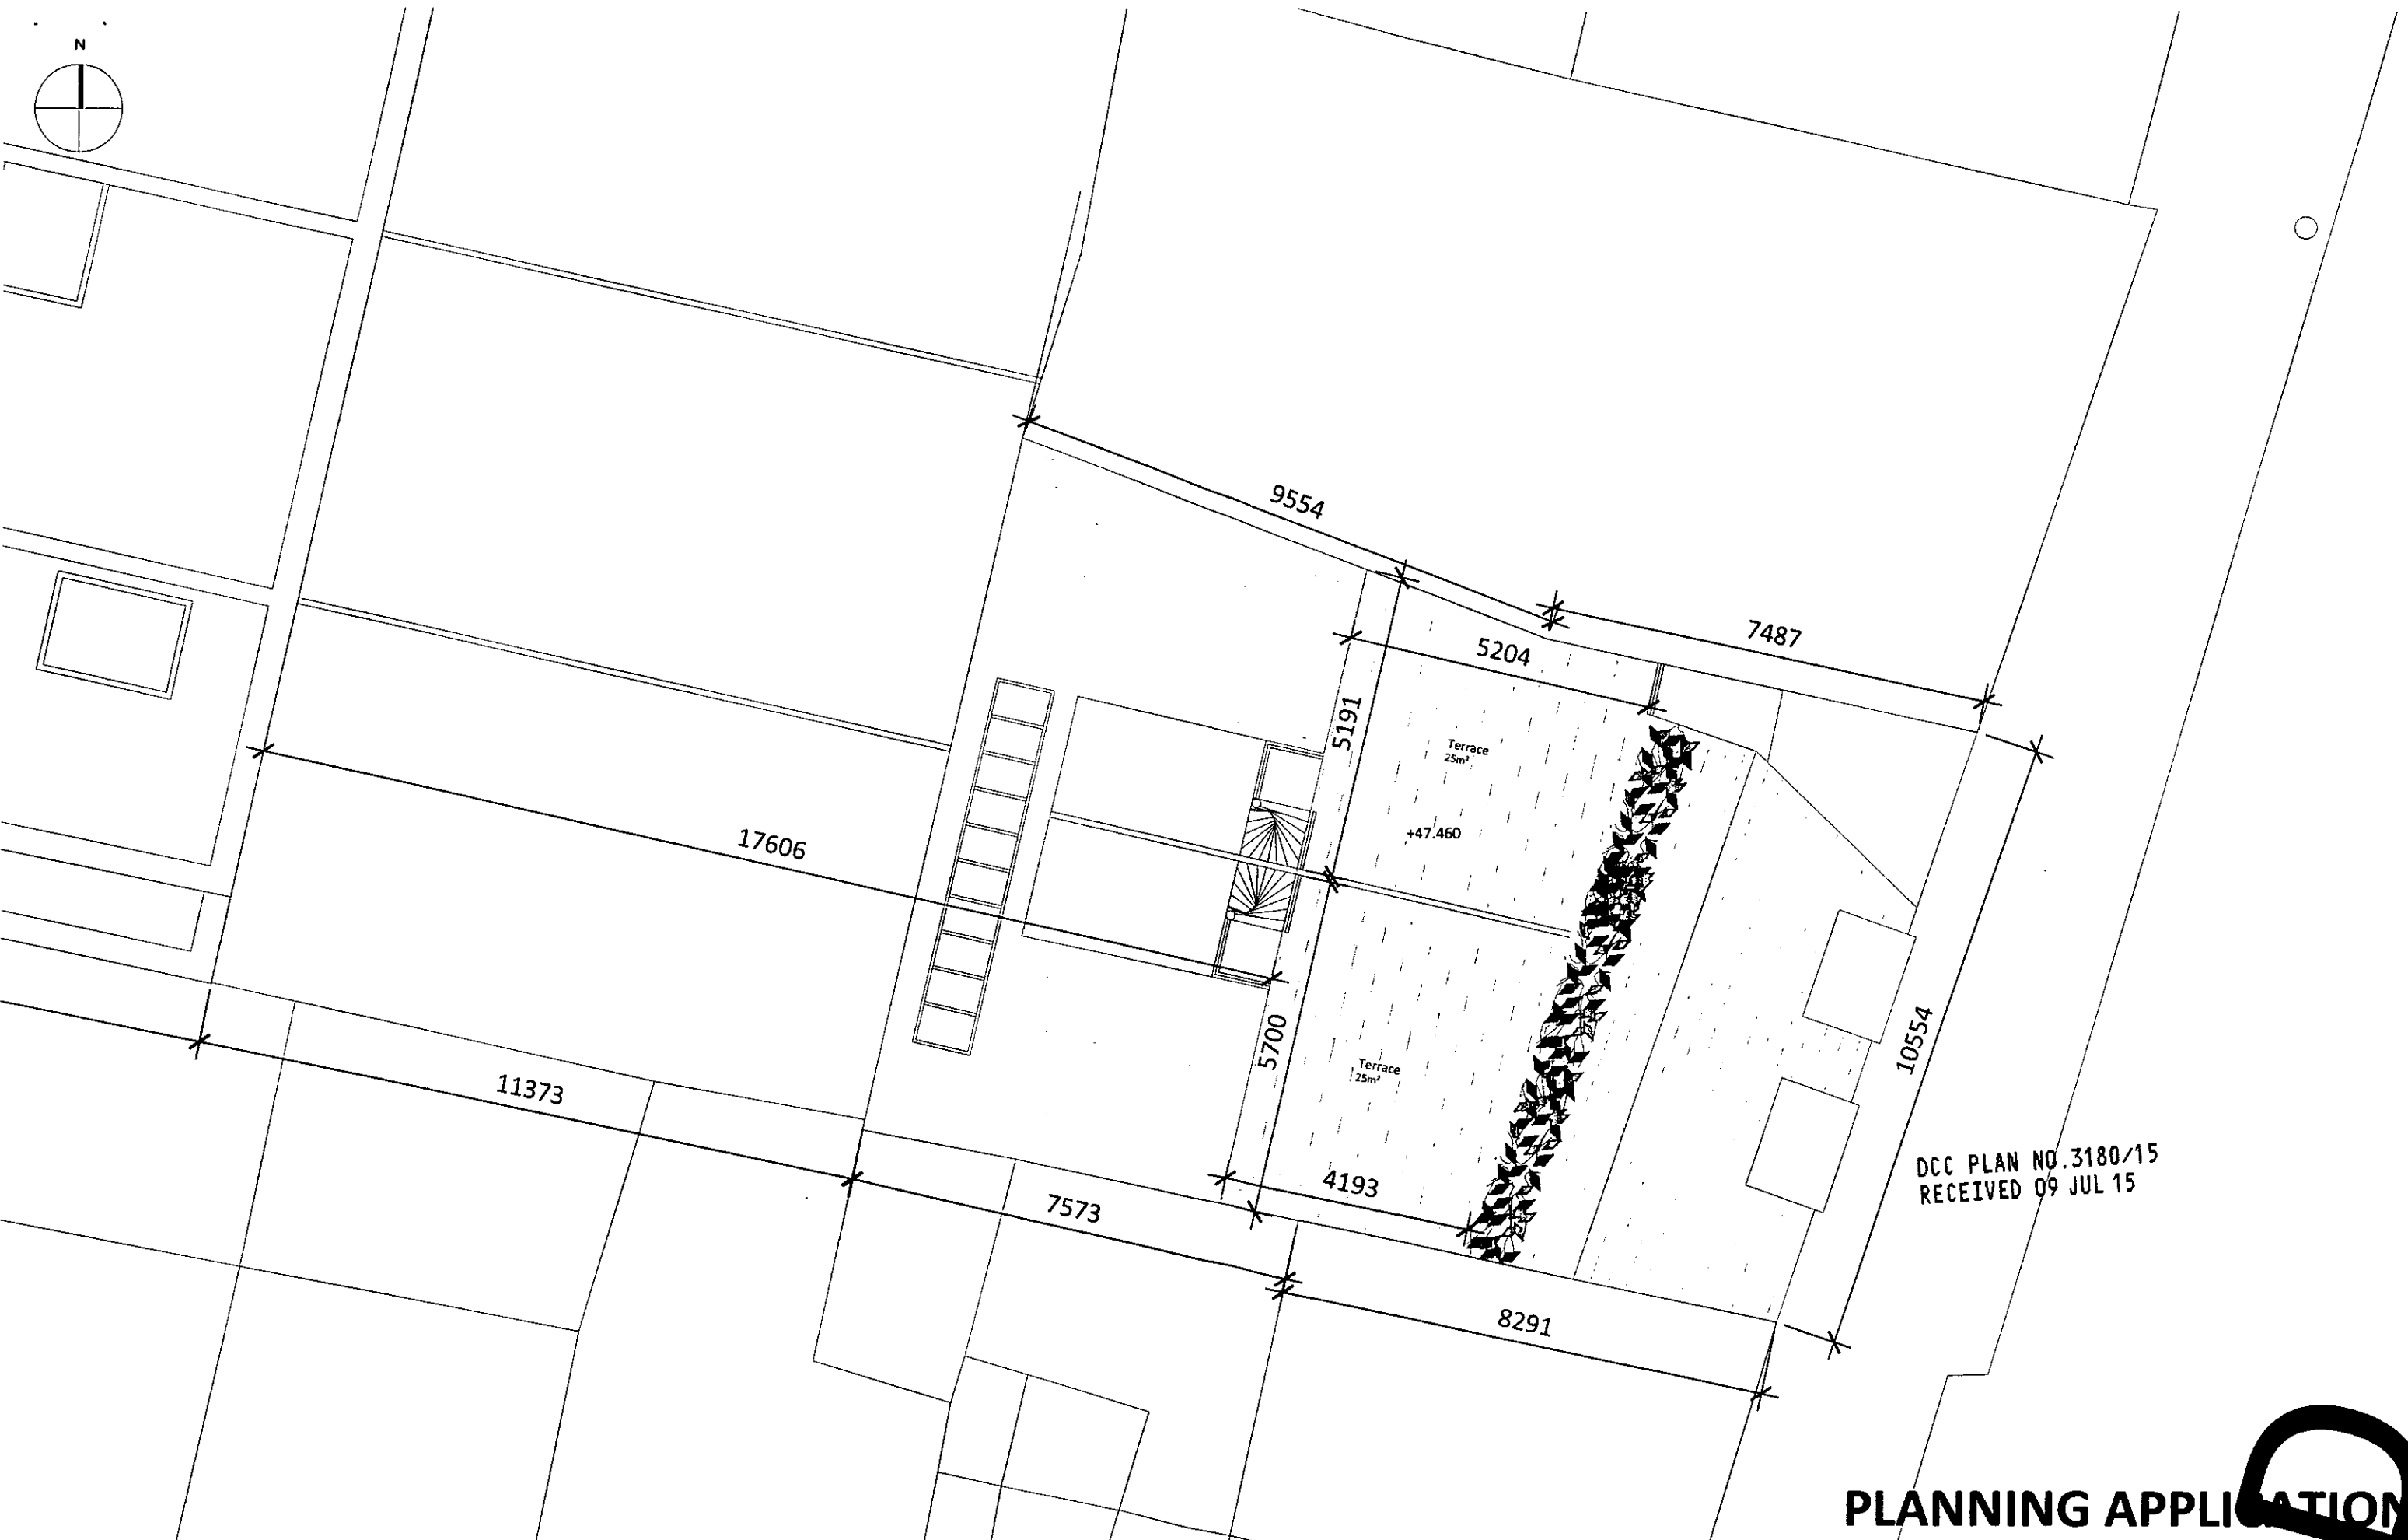 N
9554
7487
5204
5191
Terrace
25m²
+47.460
17606
10554
5700
Terrace
25m²
11373
4193
7573
8291
DCC PLAN NO.3180/15
RECEIVED 09 JUL 15
PLANNING APPLICATION